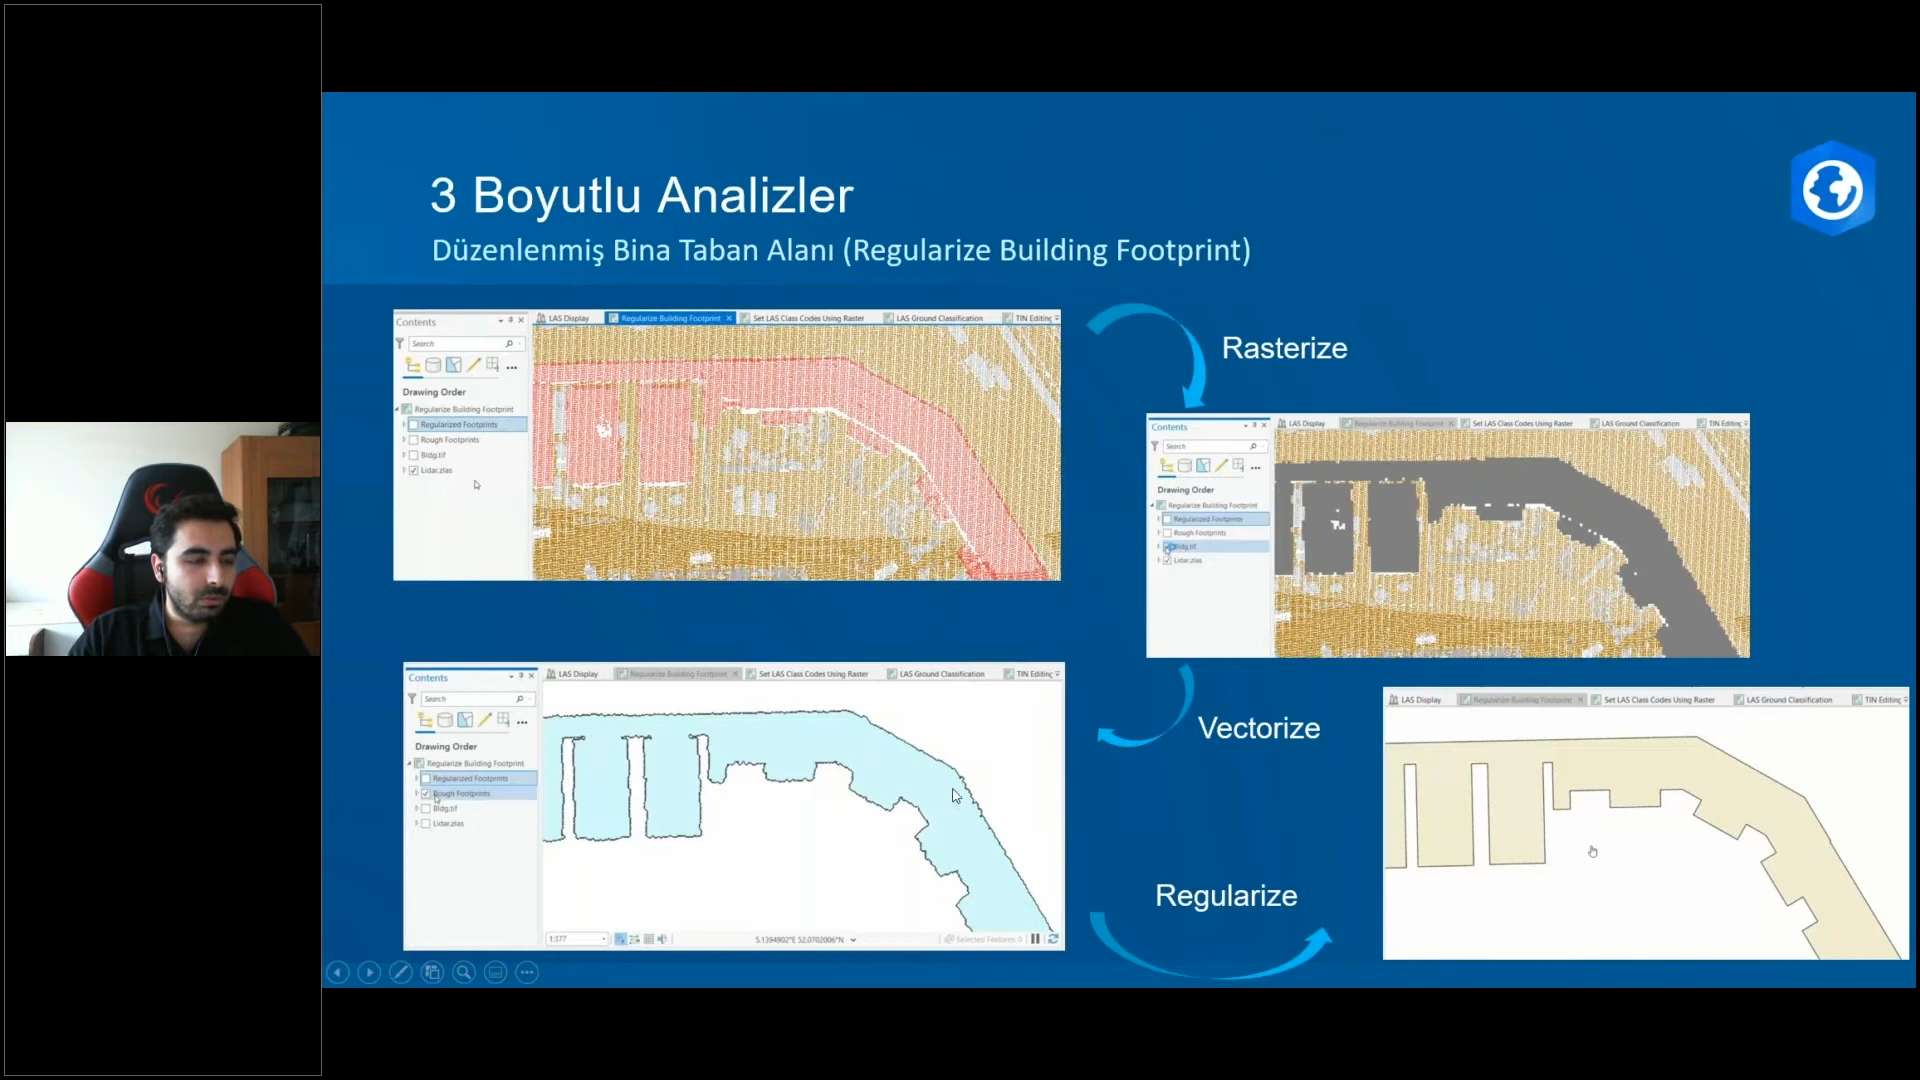 3 Boyutlu Analizler
Düzenlenmiş Bina Taban Alanı (Regularize Building Footprint)
Contents
Search
Drawing Order
Regularize Building Footprint
Regularized Footprints
Rough Footprints
Bldg.tif
Lidar.zlas
LAS Display
Regularize Building Footprint
Set LAS Class Codes Using Raster
LAS Ground Classification
TIN Editing
Rasterize
Contents
Search
Drawing Order
Regularize Building Footprint
Regularized Footprints
Rough Footprints
Bldg.tif
Lidar.zlas
LAS Display
Regularize Building Footprint
Set LAS Class Codes Using Raster
LAS Ground Classification
TIN Editing
Vectorize
Contents
Search
Drawing Order
Regularize Building Footprint
Regularized Footprints
Rough Footprints
Bldg.tif
Lidar.zlas
LAS Display
Regularize Building Footprint
Set LAS Class Codes Using Raster
LAS Ground Classification
TIN Editing
1:377
5.1394902°E 52.0702006°N
Selected Features: 0
Regularize
LAS Display
Regularize Building Footprint
Set LAS Class Codes Using Raster
LAS Ground Classification
TIN Editing